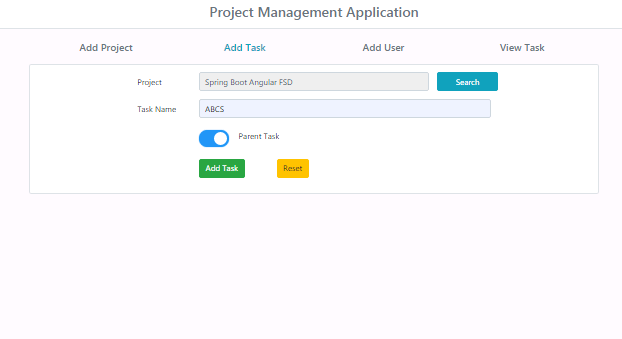 Project Management Application
Add Project Add Task Add User View Task
Project Spring Boot Angular FSD Search
Task Name ABCS
Parent Task
Add Task Reset